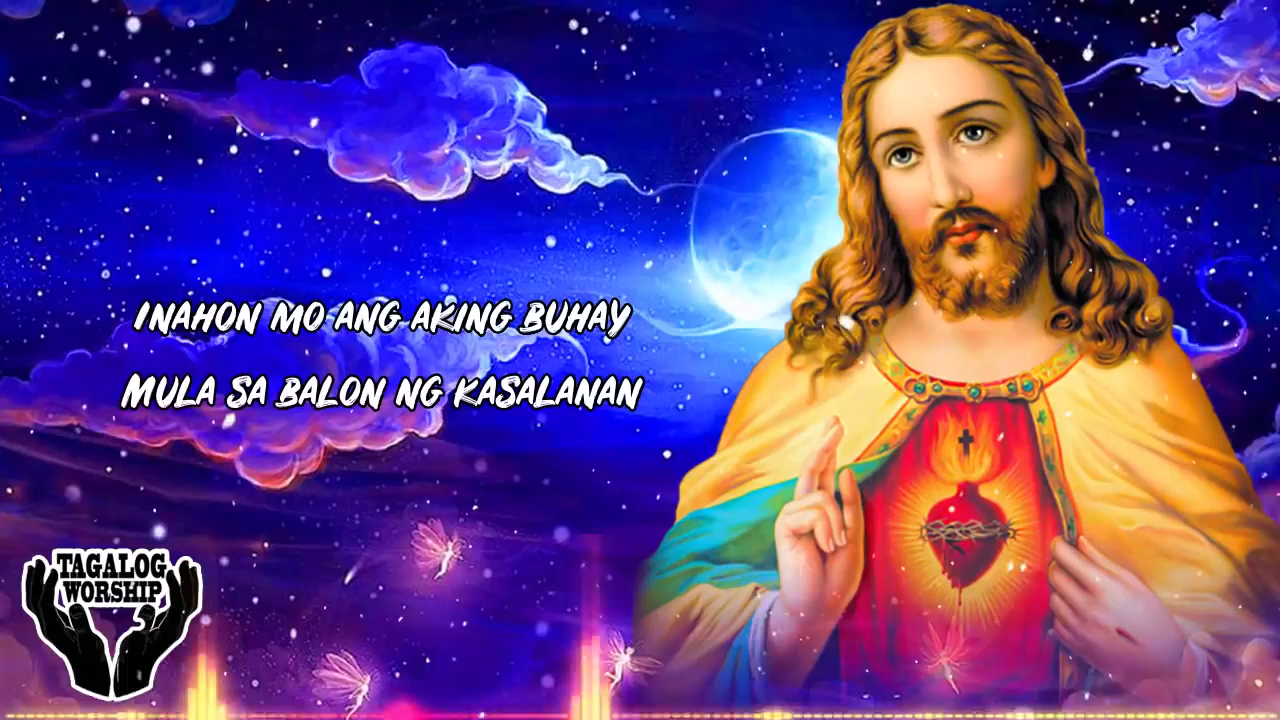 INAHON MO ANG AKING BUHAY
MULA SA BALON NG KASALANAN
TAGALOG
WORSHIP